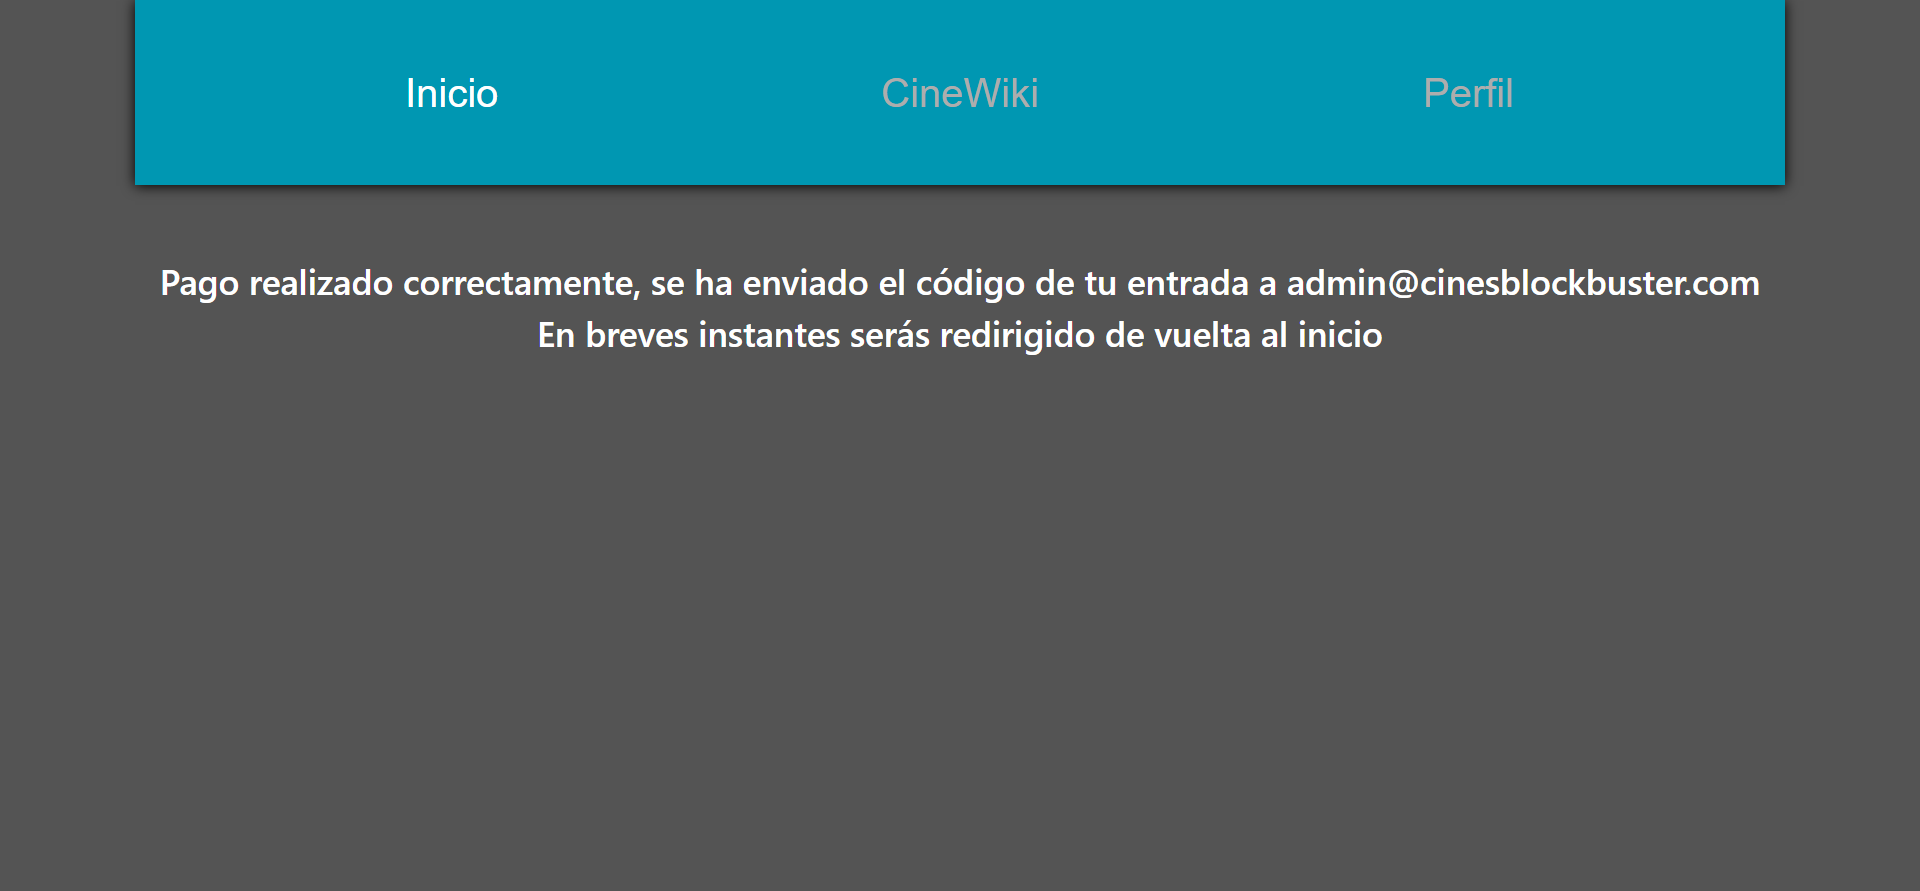 Inicio
CineWiki
Perfil
Pago realizado correctamente, se ha enviado el código de tu entrada a admin@cinesblockbuster.com
En breves instantes serás redirigido de vuelta al inicio